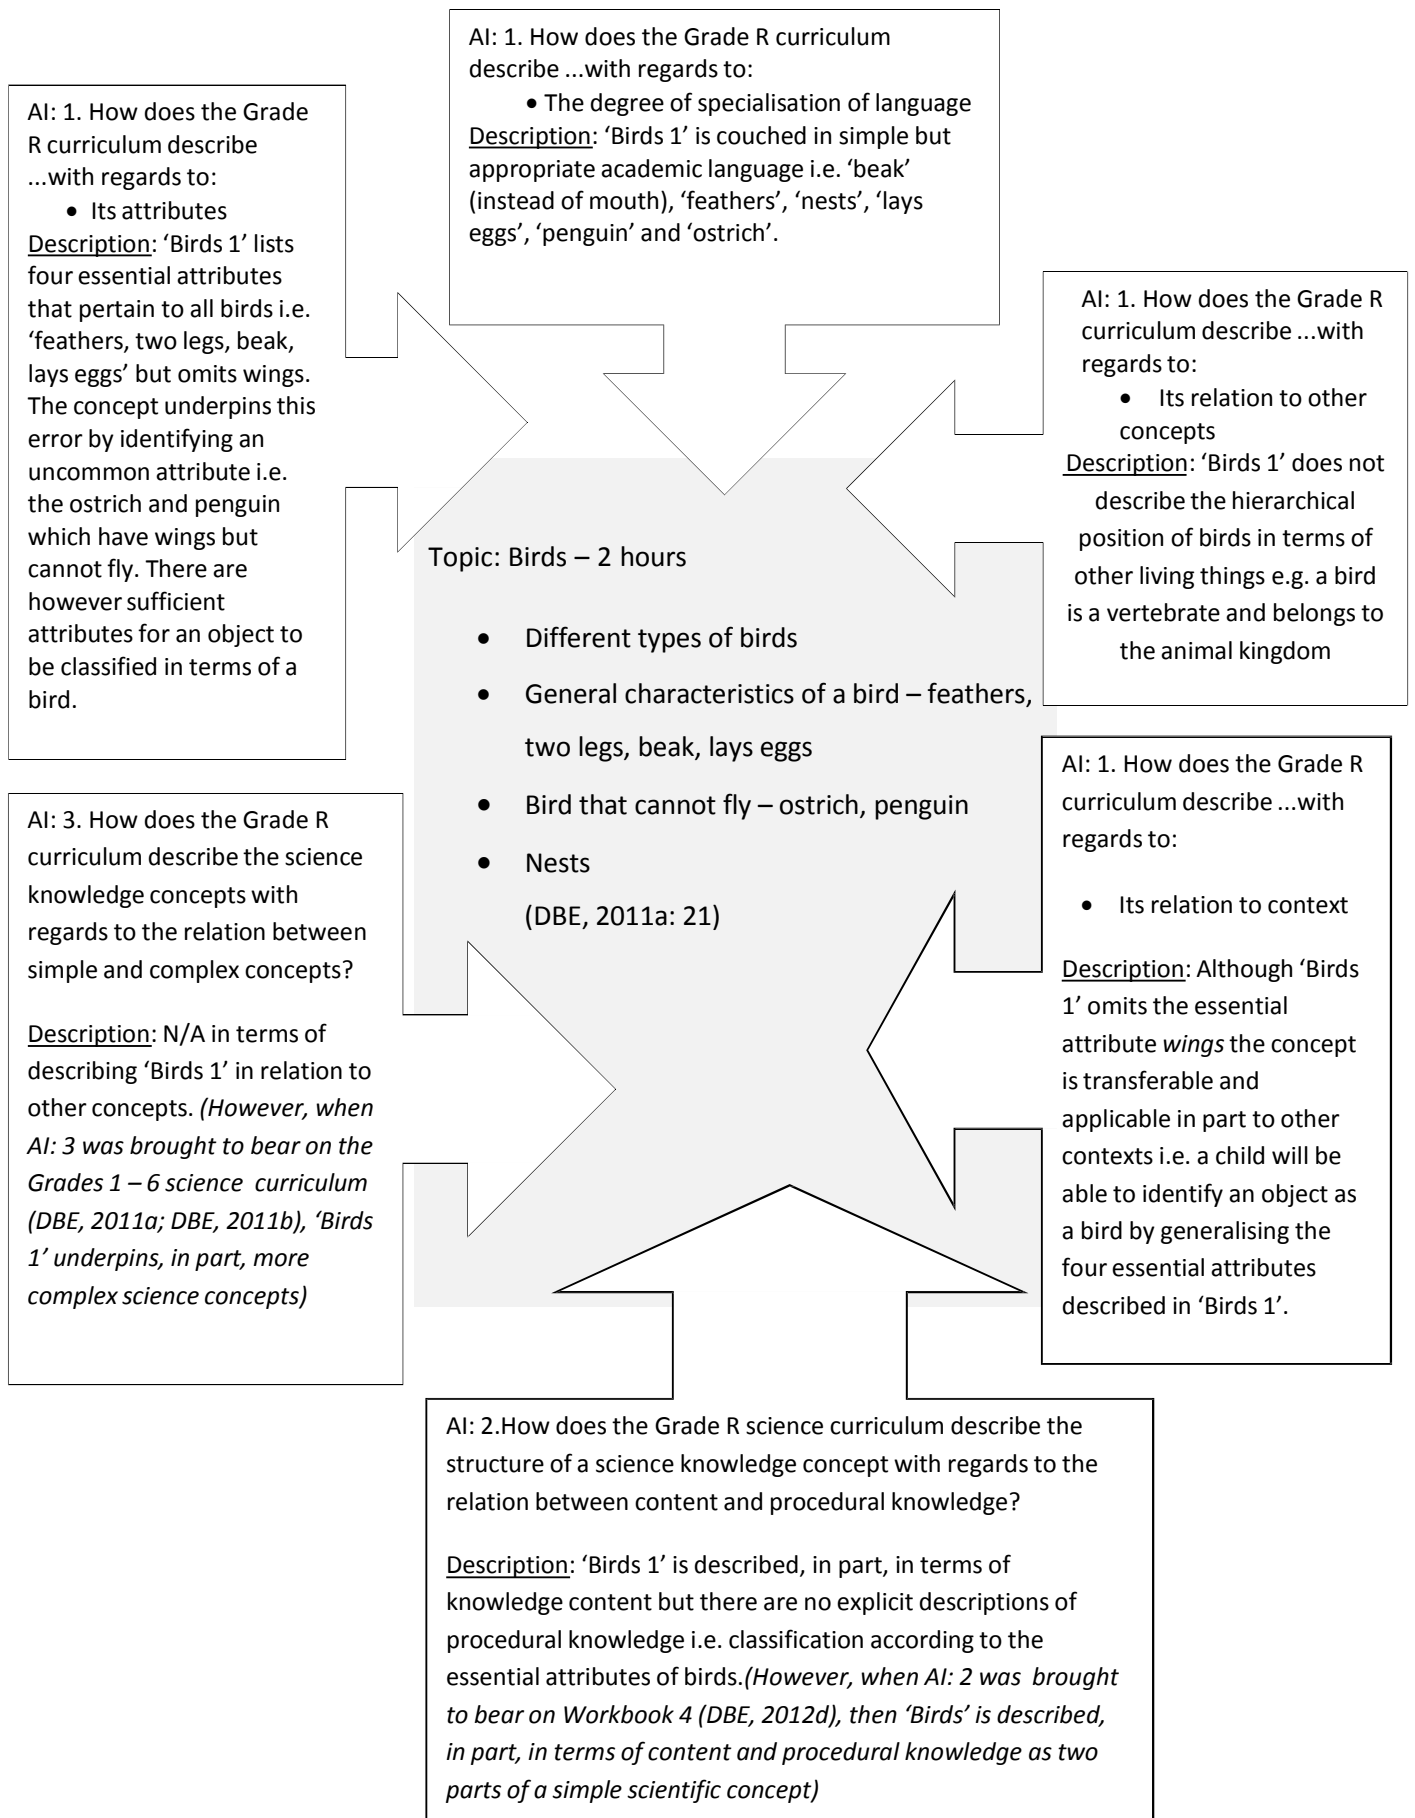 AI: 1. How does the Grade R curriculum
describe ...with regards to:
• The degree of specialisation of language
Description: ‘Birds 1’ is couched in simple but
appropriate academic language i.e. ‘beak’
(instead of mouth), ‘feathers’, ‘nests’, ‘lays
eggs’, ‘penguin’ and ‘ostrich’.
AI: 1. How does the Grade
R curriculum describe
...with regards to:
• Its attributes
Description: ‘Birds 1’ lists
four essential attributes
that pertain to all birds i.e.
‘feathers, two legs, beak,
lays eggs’ but omits wings.
The concept underpins this
error by identifying an
uncommon attribute i.e.
the ostrich and penguin
which have wings but
cannot fly. There are
however sufficient
attributes for an object to
be classified in terms of a
bird.
AI: 1. How does the Grade R
curriculum describe ...with
regards to:
• Its relation to other
concepts
Description: ‘Birds 1’ does not
describe the hierarchical
position of birds in terms of
other living things e.g. a bird
is a vertebrate and belongs to
the animal kingdom
Topic: Birds – 2 hours
• Different types of birds
• General characteristics of a bird – feathers,
two legs, beak, lays eggs
• Bird that cannot fly – ostrich, penguin
• Nests
(DBE, 2011a: 21)
AI: 1. How does the Grade R
curriculum describe ...with
regards to:
• Its relation to context
Description: Although ‘Birds
1’ omits the essential
attribute wings the concept
is transferable and
applicable in part to other
contexts i.e. a child will be
able to identify an object as
a bird by generalising the
four essential attributes
described in ‘Birds 1’.
AI: 3. How does the Grade R
curriculum describe the science
knowledge concepts with
regards to the relation between
simple and complex concepts?
Description: N/A in terms of
describing ‘Birds 1’ in relation to
other concepts. (However, when
AI: 3 was brought to bear on the
Grades 1 – 6 science curriculum
(DBE, 2011a; DBE, 2011b), ‘Birds
1’ underpins, in part, more
complex science concepts)
AI: 2.How does the Grade R science curriculum describe the
structure of a science knowledge concept with regards to the
relation between content and procedural knowledge?
Description: ‘Birds 1’ is described, in part, in terms of
knowledge content but there are no explicit descriptions of
procedural knowledge i.e. classification according to the
essential attributes of birds.(However, when AI: 2 was brought
to bear on Workbook 4 (DBE, 2012d), then ‘Birds’ is described,
in part, in terms of content and procedural knowledge as two
parts of a simple scientific concept)